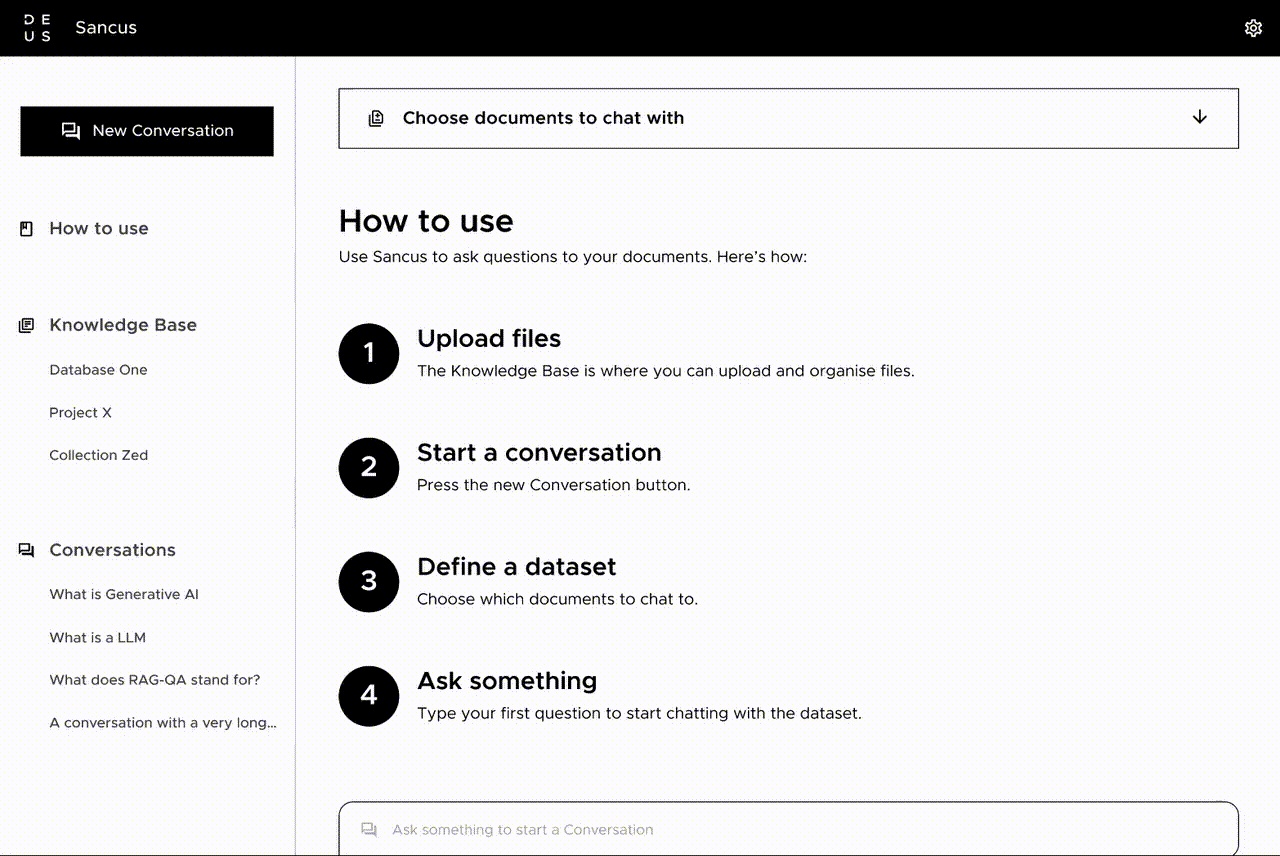 DE
US
Sancus
New Conversation
How to use
Knowledge Base
Database One
Project X
Collection Zed
Conversations
What is Generative AI
What is a LLM
What does RAG-QA stand for?
A conversation with a very long...
Choose documents to chat with
How to use
Use Sancus to ask questions to your documents. Here's how:
1
Upload files
The Knowledge Base is where you can upload and organise files.
2
Start a conversation
Press the new Conversation button.
3
Define a dataset
Choose which documents to chat to.
4
Ask something
Type your first question to start chatting with the dataset.
Ask something to start a Conversation